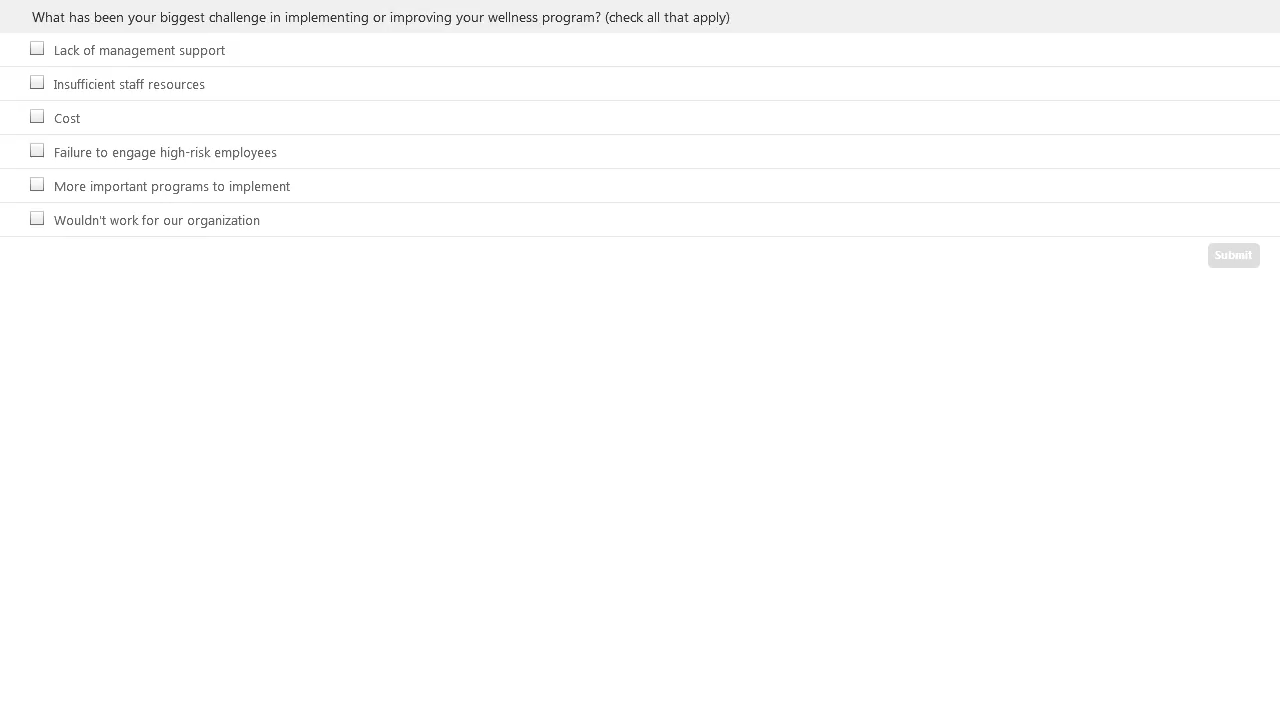 What has been your biggest challenge in implementing or improving your wellness program? (check all that apply)
Lack of management support
Insufficient staff resources
Cost
Failure to engage high-risk employees
More important programs to implement
Wouldn't work for our organization
Submit